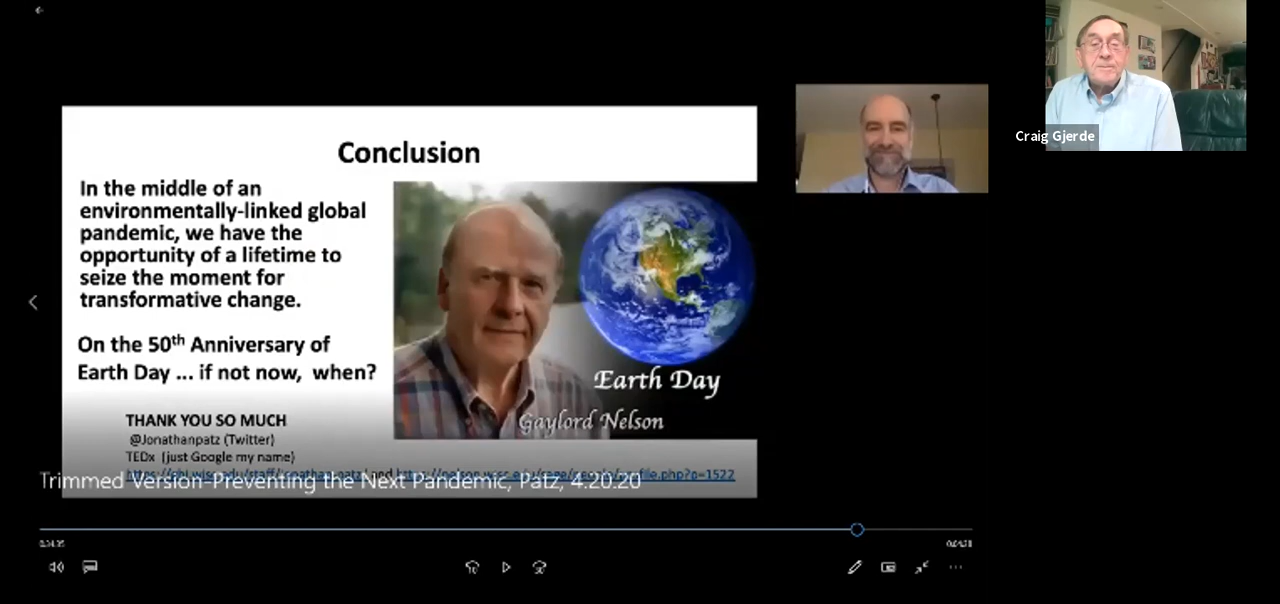 Conclusion
In the middle of an
environmentally-linked global
pandemic, we have the
opportunity of a lifetime to
seize the moment for
transformative change.
On the 50th Anniversary of
Earth Day ... if not now, when?
Earth Day
Gaylord Nelson
THANK YOU SO MUCH
@Jonathanpatz (Twitter)
TEDx (just Google my name)
Trimmed Version-Preventing the Next Pandemic, Patz, 4.20.20
Craig Gjerde